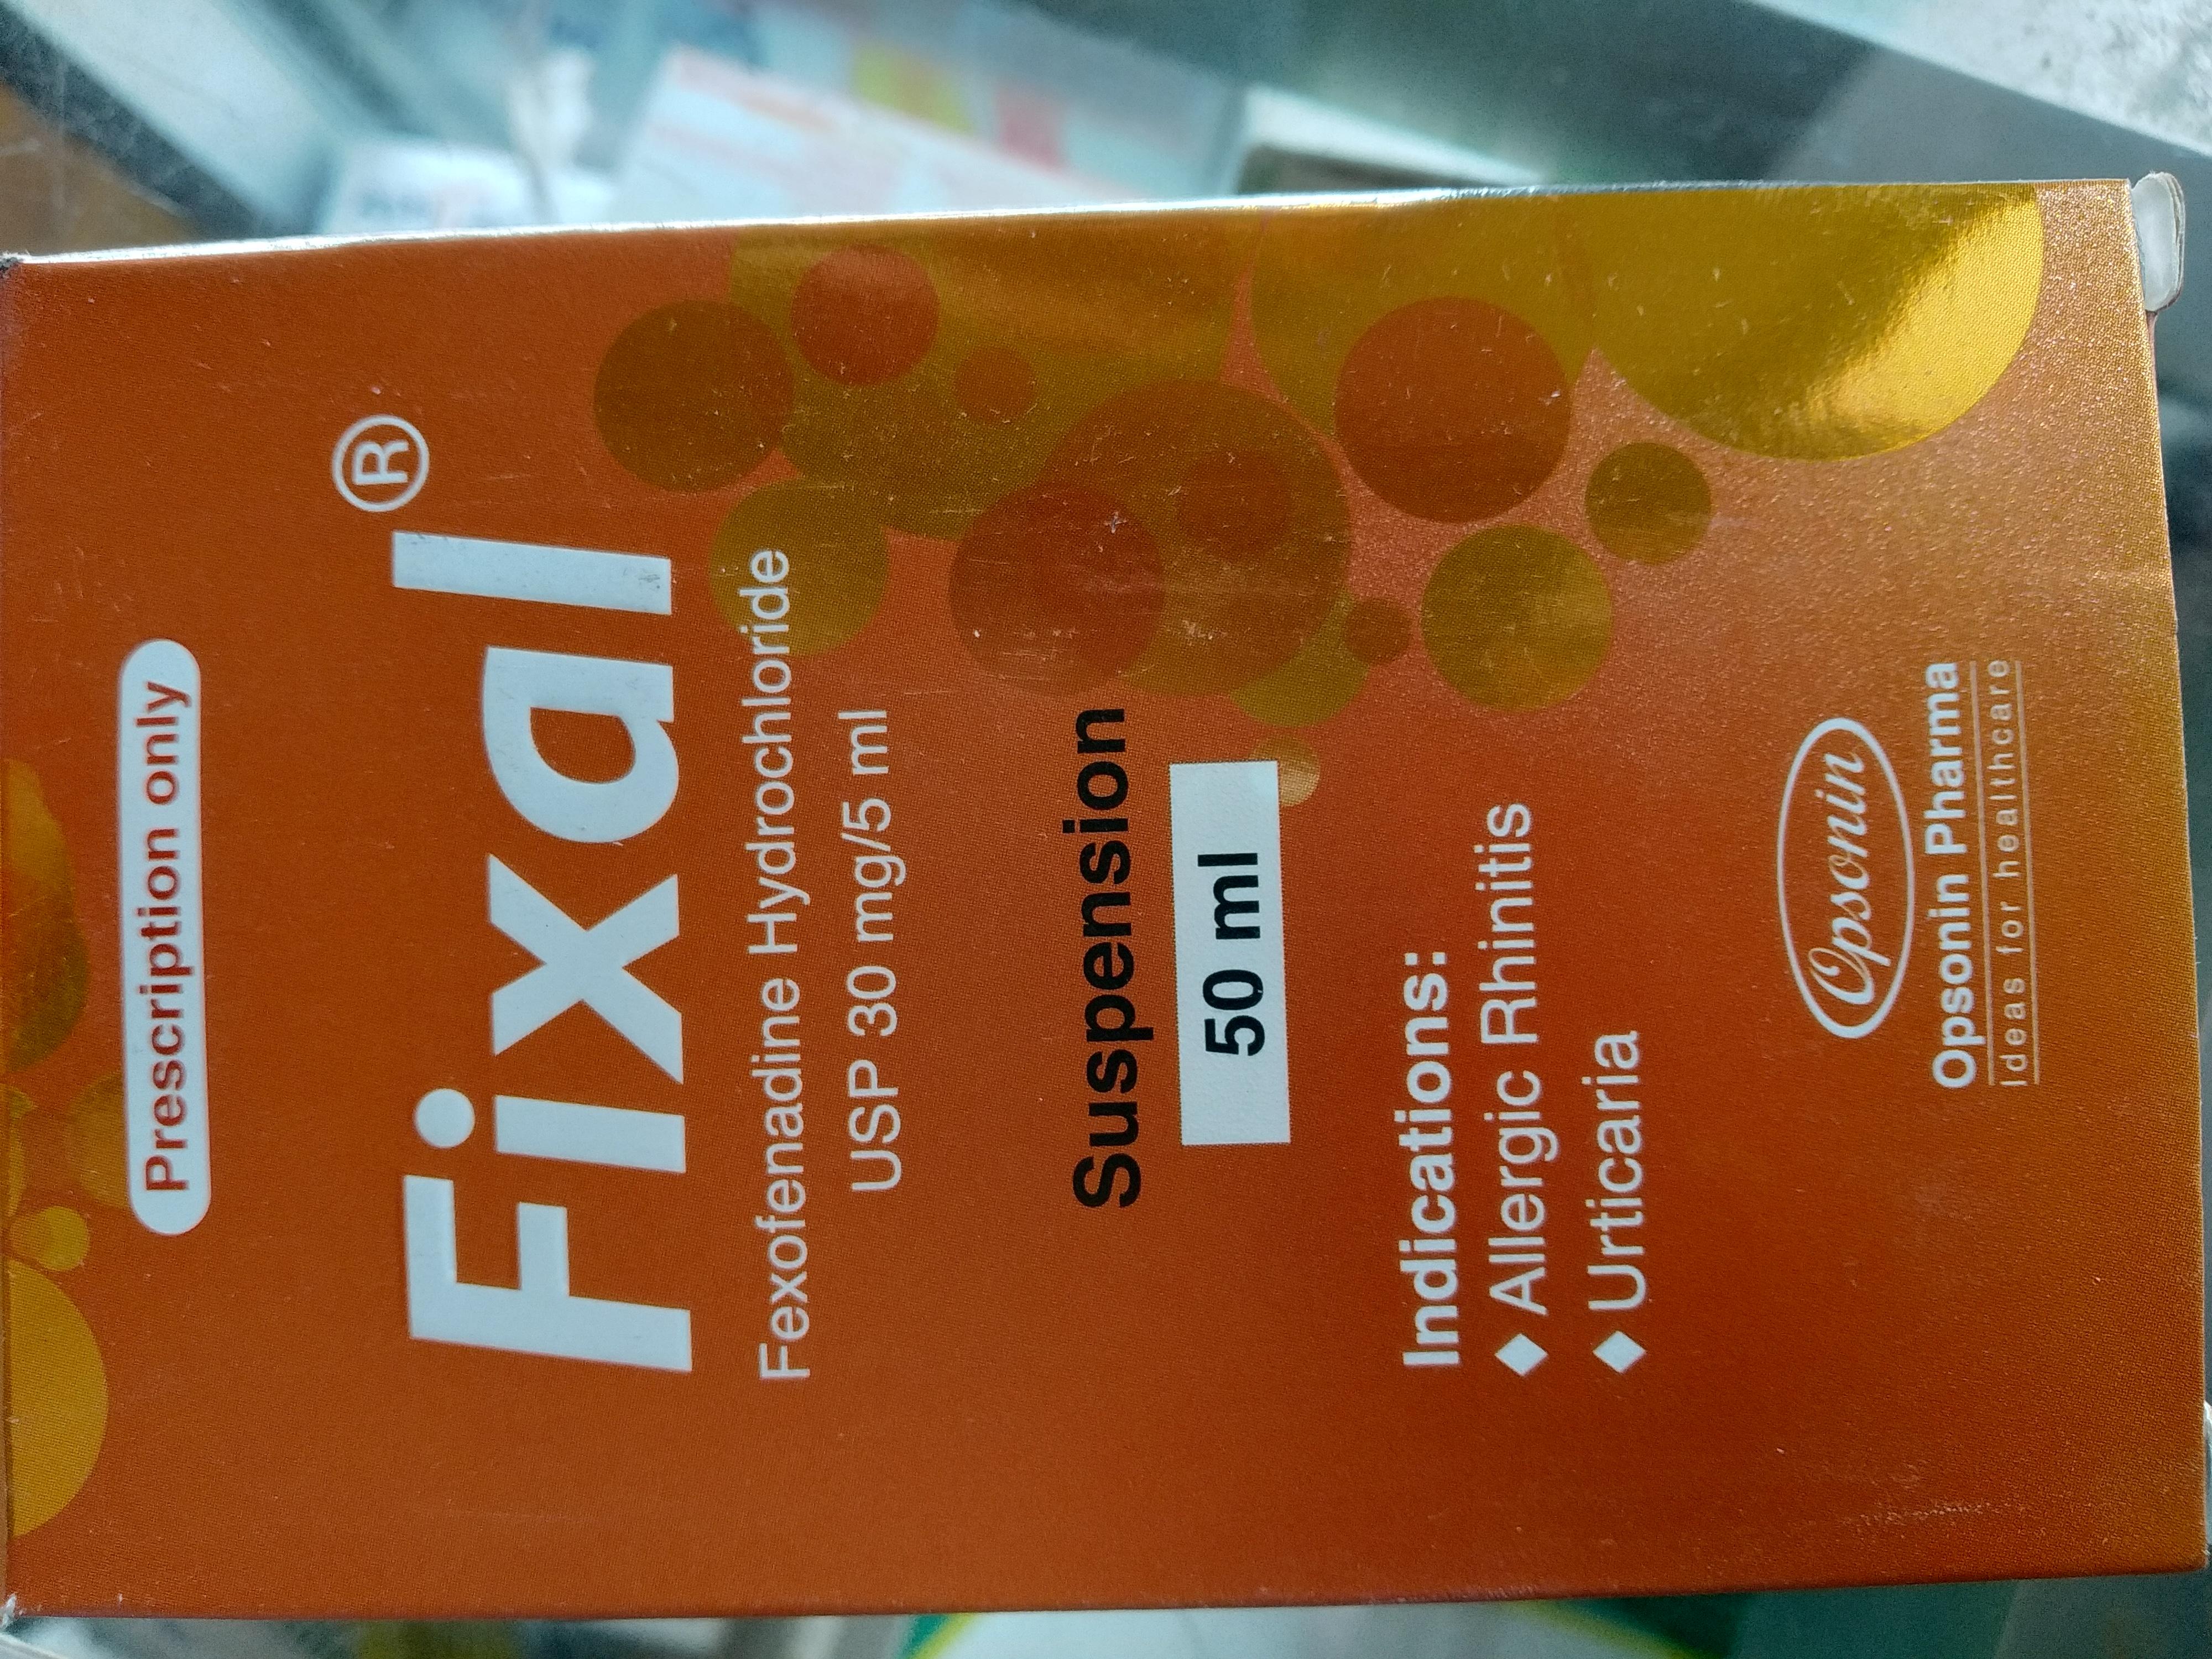 Prescription only
Fixal®
Fexofenadine Hydrochloride
USP 30 mg/5 ml
Suspension
50 ml
Indications:
♦ Allergic Rhinitis
♦ Urticaria
Opsonin
Opsonin Pharma
Ideas for healthcare